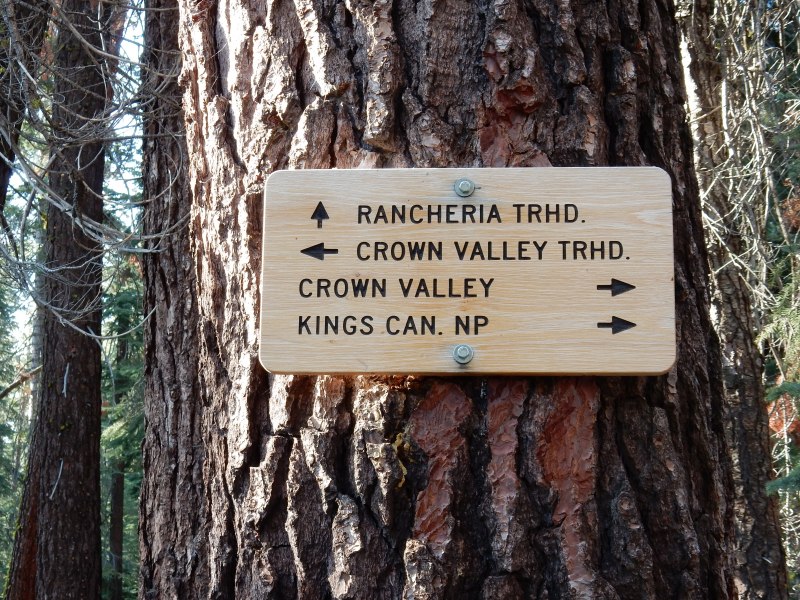 ↑ RANCHERIA TRHD.
← CROWN VALLEY TRHD.
CROWN VALLEY →
KINGS CAN. NP →